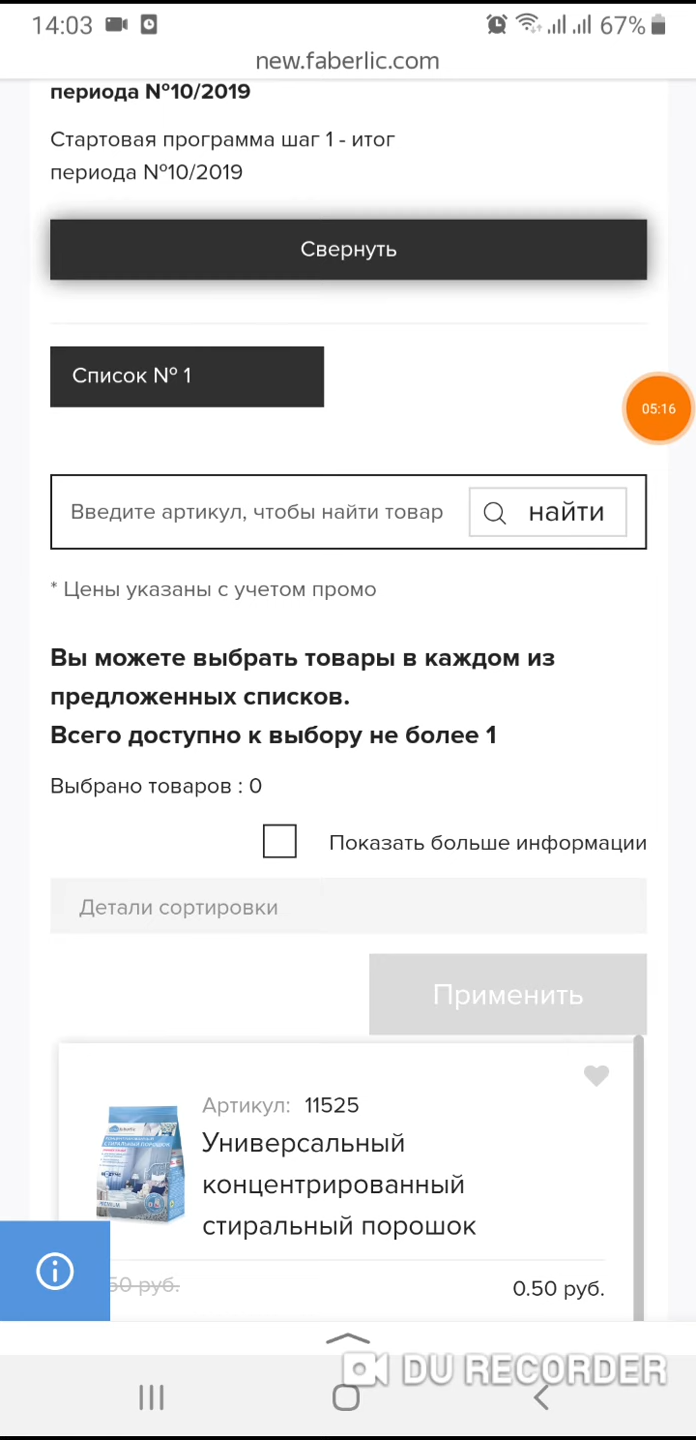 14:03
67%
new.faberlic.com
периода №10/2019
Стартовая программа шаг 1 - итог
периода №10/2019
Свернуть
Список № 1
05:16
Введите артикул, чтобы найти товар
найти
* Цены указаны с учетом промо
Вы можете выбрать товары в каждом из
предложенных списков.
Всего доступно к выбору не более 1
Выбрано товаров : 0
Показать больше информации
Детали сортировки
Применить
Артикул: 11525
Универсальный
концентрированный
стиральный порошок
50 руб.
0.50 руб.
DU RECORDER